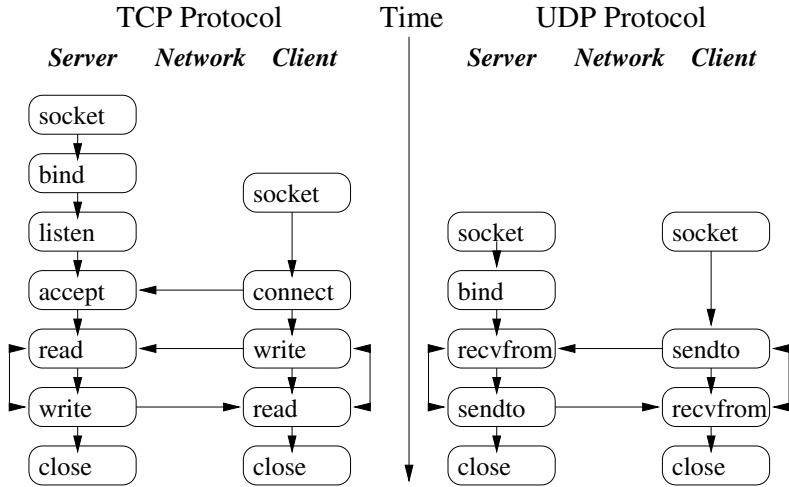 TCP Protocol Time UDP Protocol
Server Network Client Server Network Client
socket
bind
socket
listen socket socket
accept connect bind
read write recvfrom sendto
write read sendto recvfrom
close close close close